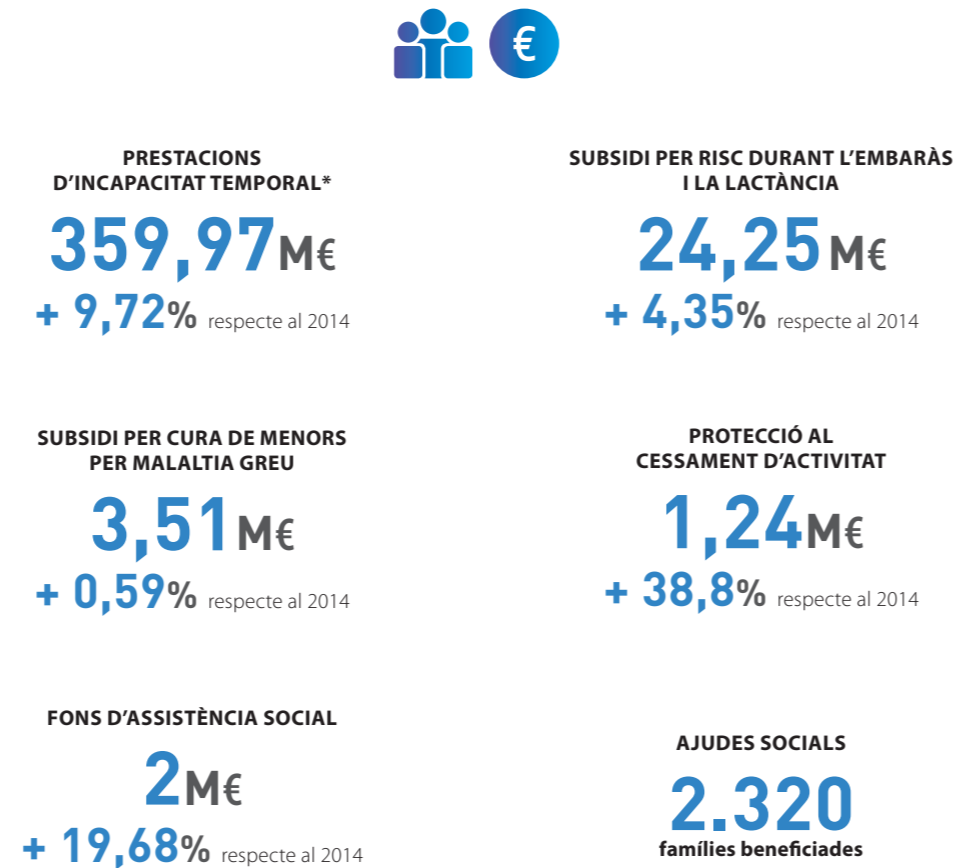 €
PRESTACIONS
D'INCAPACITAT TEMPORAL*
359,97M€
+ 9,72% respecte al 2014
SUBSIDI PER RISC DURANT L'EMBARÀS
I LA LACTÀNCIA
24,25 M€
+ 4,35% respecte al 2014
SUBSIDI PER CURA DE MENORS
PER MALALTIA GREU
3,51M€
+ 0,59% respecte al 2014
PROTECCIÓ AL
CESSAMENT D'ACTIVITAT
1,24M€
+ 38,8% respecte al 2014
FONS D'ASSISTÈNCIA SOCIAL
2M€
+ 19,68% respecte al 2014
AJUDES SOCIALS
2.320
famílies beneficiades